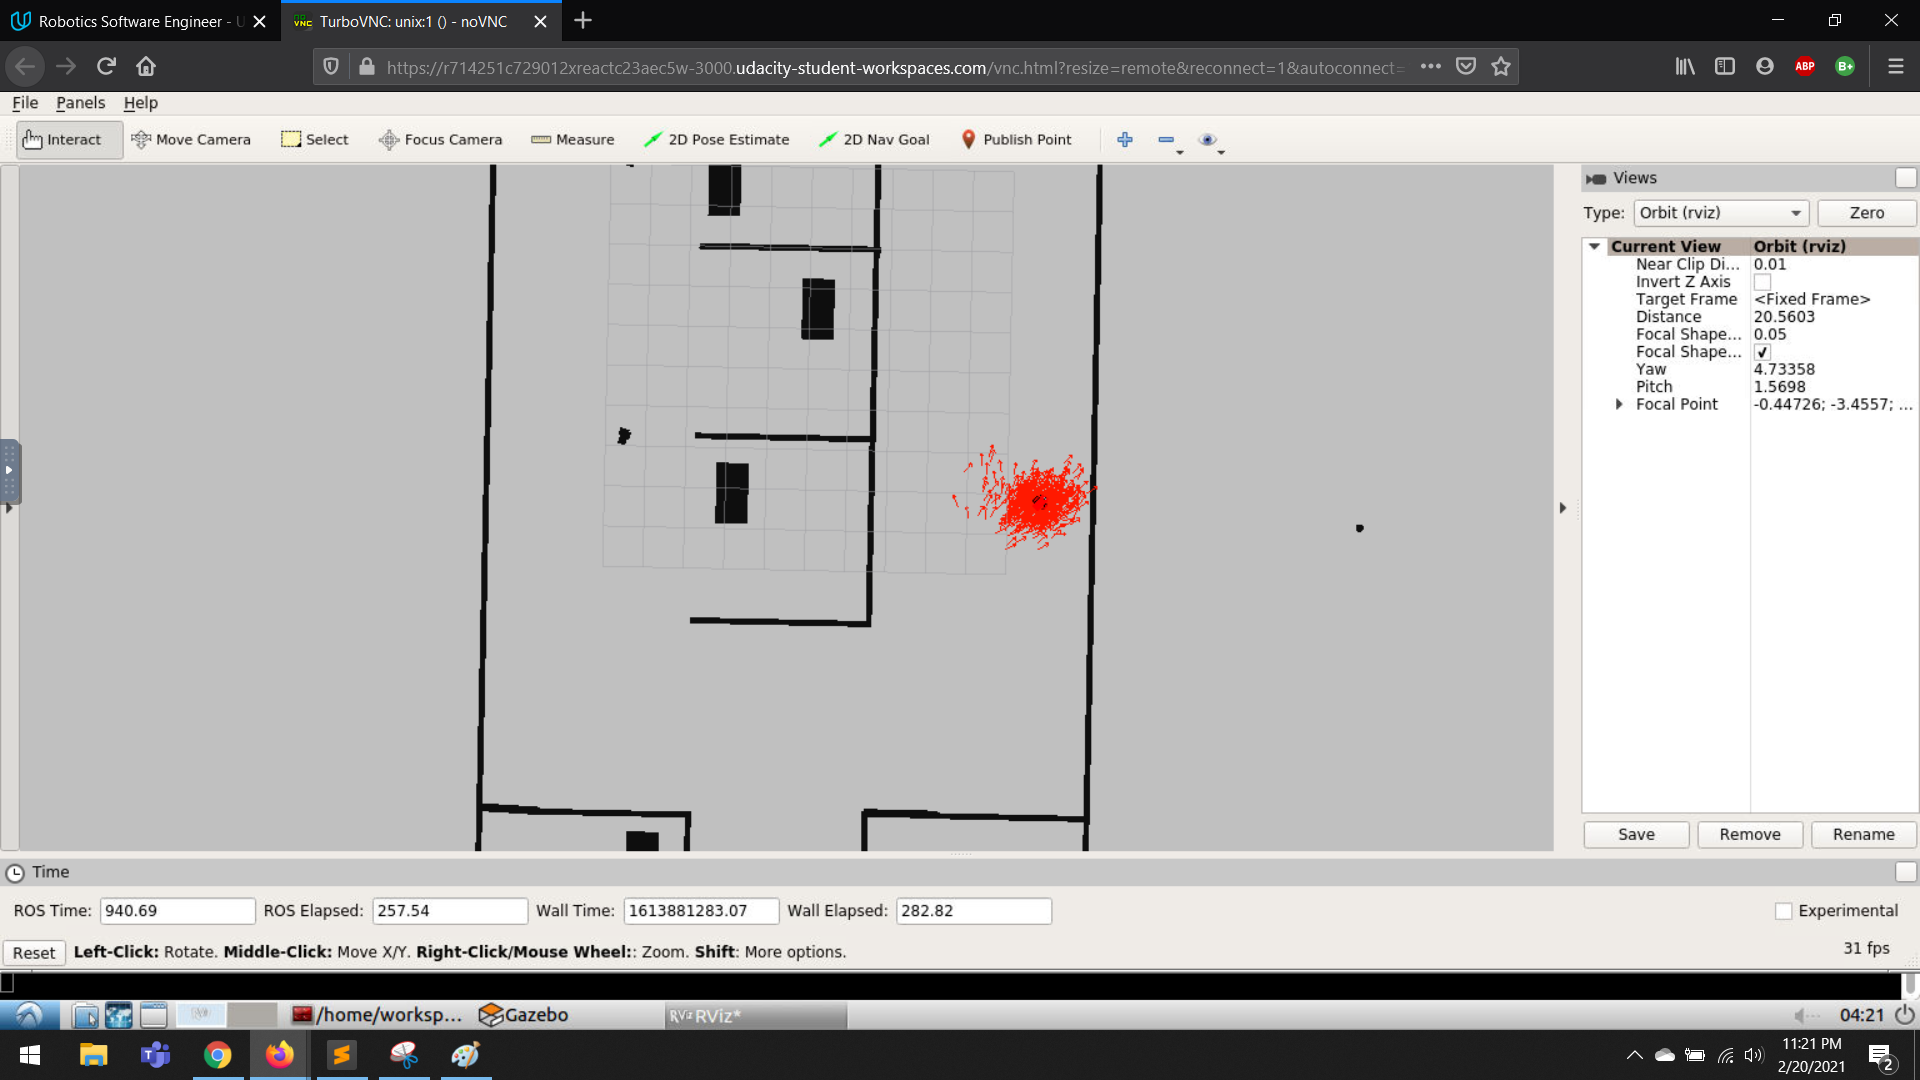 Robotics Software Engineer - U
TurboVNC: unix:1 () - noVNC
https://r714251c729012xreactc23aec5w-3000.udacity-student-workspaces.com/vnc.html?resize=remote&reconnect=1&autoconnect=
ABP
B+
File Panels Help
Interact Move Camera Select Focus Camera Measure 2D Pose Estimate 2D Nav Goal Publish Point
Views
Type: Orbit (rviz) Zero
Current View Orbit (rviz)
Near Clip Di... 0.01
Invert Z Axis
Target Frame <Fixed Frame>
Distance 20.5603
Focal Shape... 0.05
Focal Shape... ✓
Yaw 4.73358
Pitch 1.5698
Focal Point -0.44726; -3.4557; ...
Save Remove Rename
Time
ROS Time: 940.69 ROS Elapsed: 257.54 Wall Time: 1613881283.07 Wall Elapsed: 282.82 Experimental
Reset Left-Click: Rotate. Middle-Click: Move X/Y. Right-Click/Mouse Wheel:: Zoom. Shift: More options. 31 fps
/home/worksp... Gazebo RViz RViz* 04:21
11:21 PM
2/20/2021
2